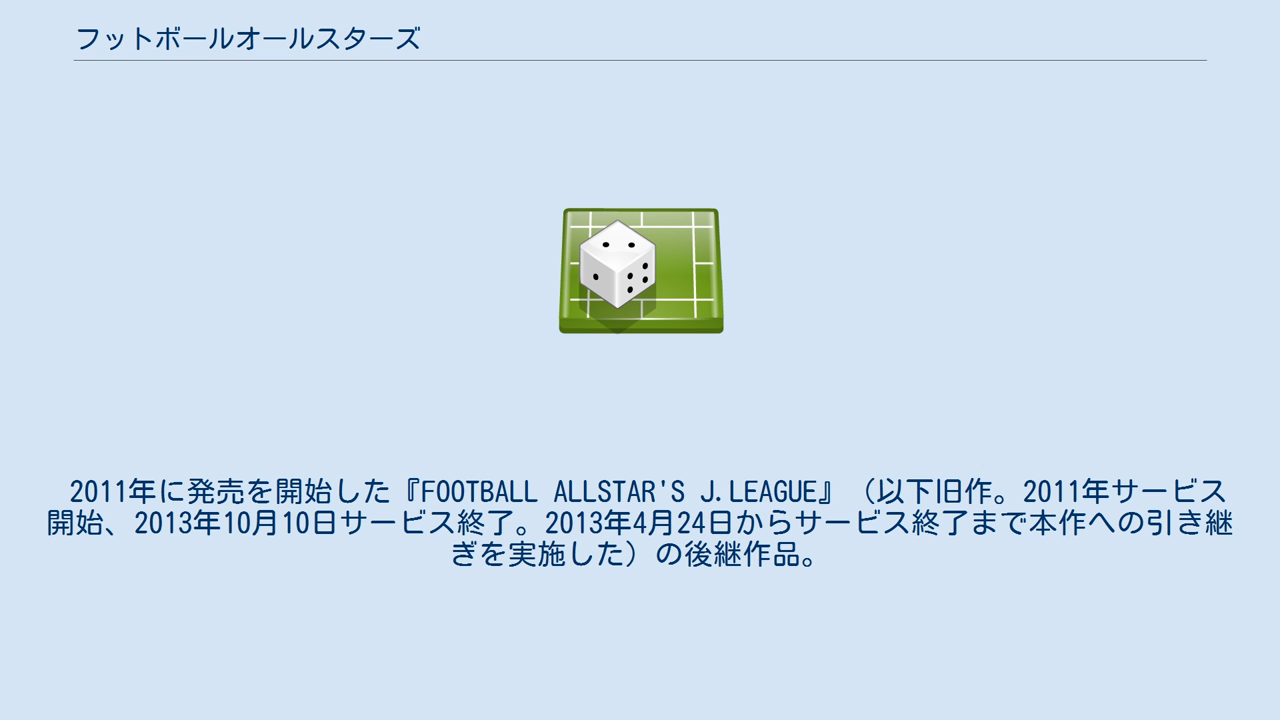 フットボールオールスターズ
2011年に発売を開始した『FOOTBALL ALLSTAR'S J.LEAGUE』（以下旧作。2011年サービス
開始、2013年10月10日サービス終了。2013年4月24日からサービス終了まで本作への引き継
ぎを実施した）の後継作品。